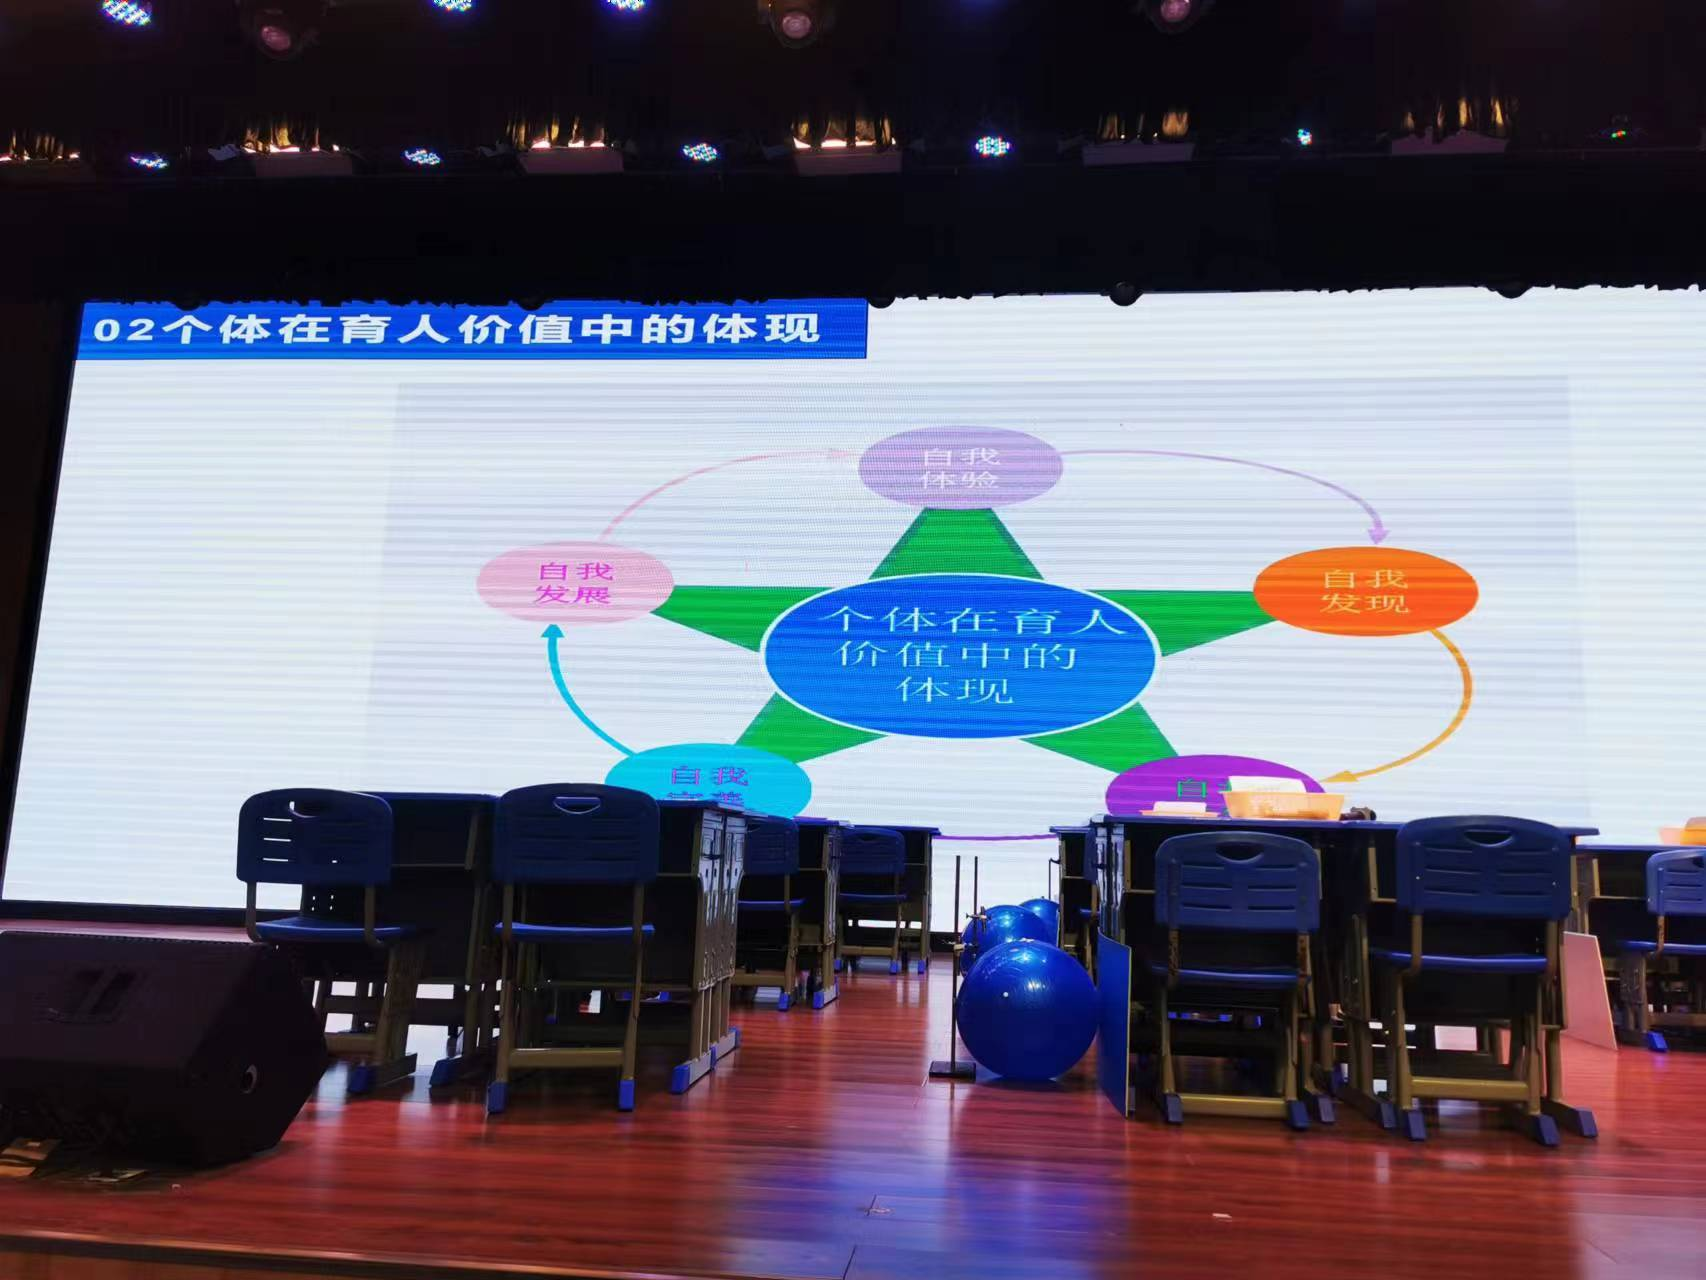 02个体在育人价值中的体现
自我
体验
自我
发展
自我
发现
个体在育人
价值中的
体现
自我
自